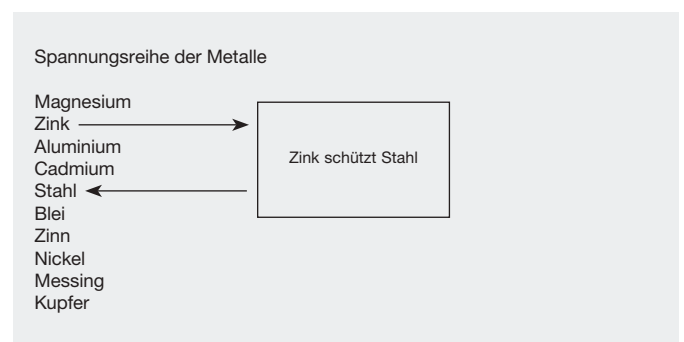 Spannungsreihe der Metalle
Magnesium
Zink
Aluminium
Cadmium
Stahl
Blei
Zinn
Nickel
Messing
Kupfer
Zink schützt Stahl